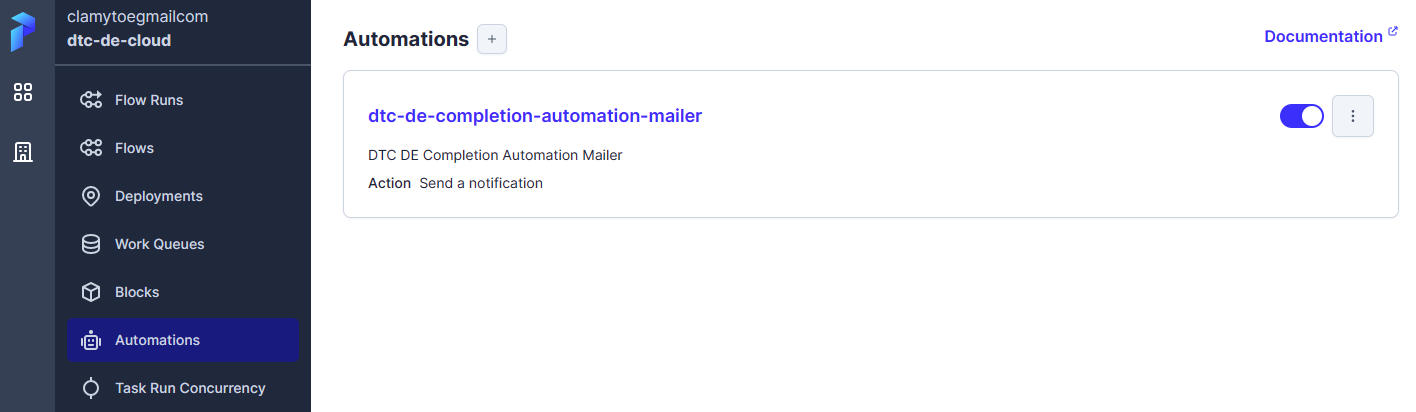 clamytoegmailcom
dtc-de-cloud
Flow Runs
Flows
Deployments
Work Queues
Blocks
Automations
Task Run Concurrency
Automations
Documentation
dtc-de-completion-automation-mailer
DTC DE Completion Automation Mailer
Action Send a notification